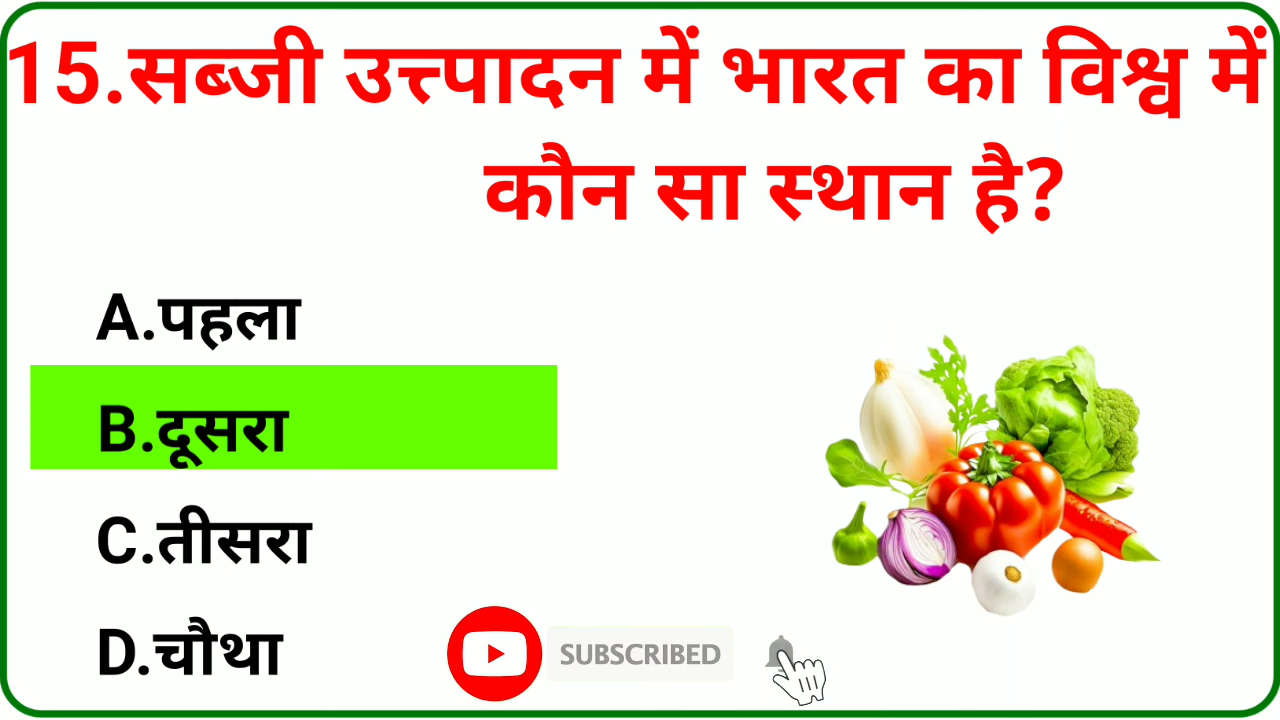 15.सब्जी उत्त्पादन में भारत का विश्व में
कौन सा स्थान है?
A.पहला
B.दूसरा
C.तीसरा
D.चौथा
SUBSCRIBED